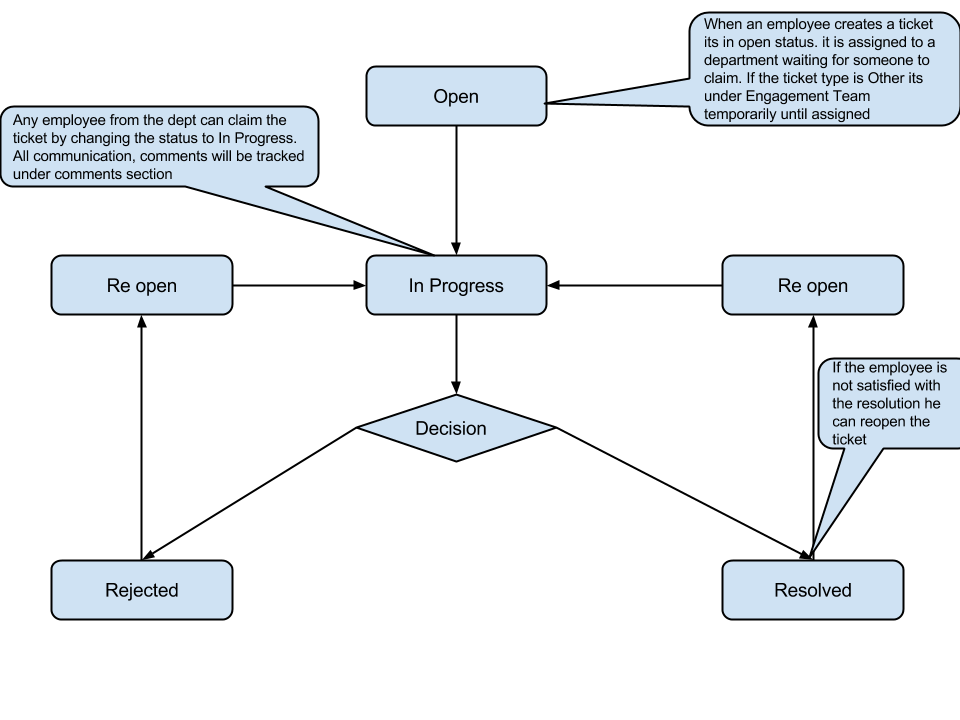 When an employee creates a ticket
its in open status. it is assigned to a
department waiting for someone to
claim. If the ticket type is Other its
under Engagement Team
temporarily until assigned
Open
Any employee from the dept can claim the
ticket by changing the status to In Progress.
All communication, comments will be tracked
under comments section
Re open
In Progress
Re open
If the employee is
not satisfied with
the resolution he
can reopen the
ticket
Decision
Rejected
Resolved